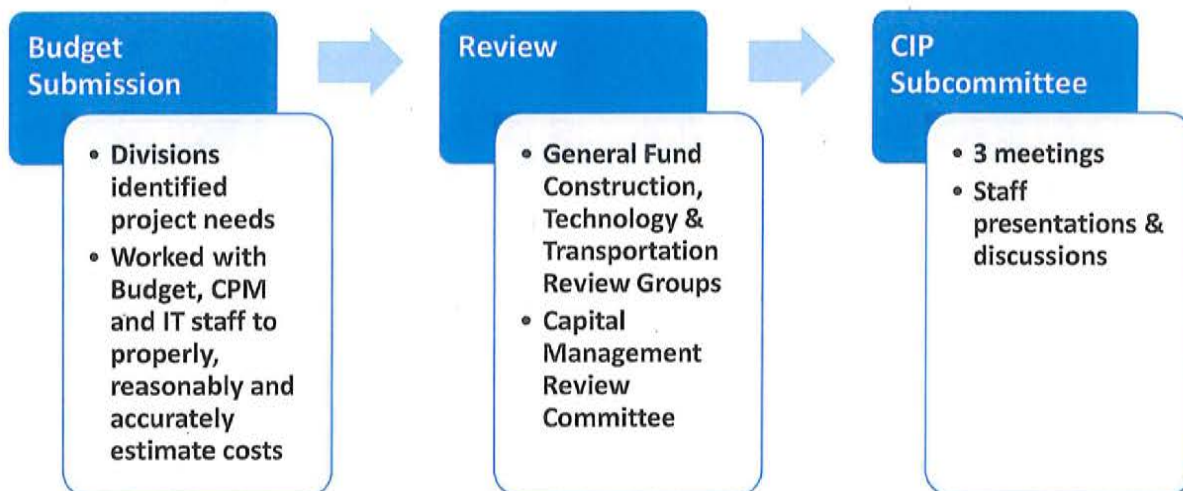 Budget
Submission
• Divisions
identified
project needs
• Worked with
Budget, CPM
and IT staff to
properly,
reasonably and
accurately
estimate costs
Review
• General Fund
Construction,
Technology &
Transportation
Review Groups
• Capital
Management
Review
Committee
CIP
Subcommittee
• 3 meetings
• Staff
presentations &
discussions